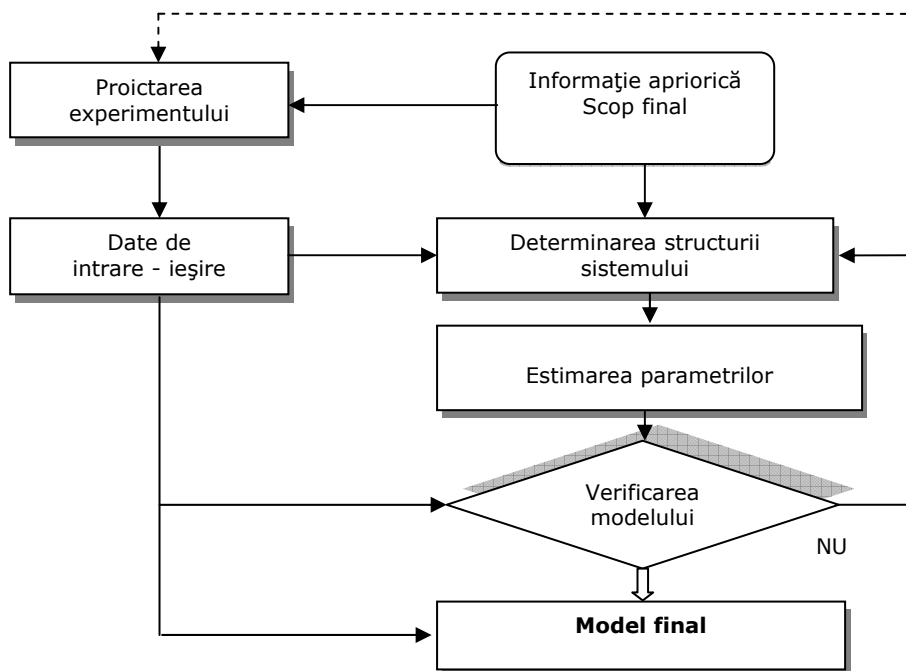 Proictarea
experimentului
Informaţie apriorică
Scop final
Date de
intrare - ieşire
Determinarea structurii
sistemului
Estimarea parametrilor
Verificarea
modelului
NU
Model final